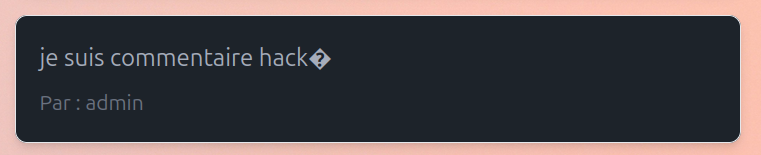 je suis commentaire hack�
Par : admin